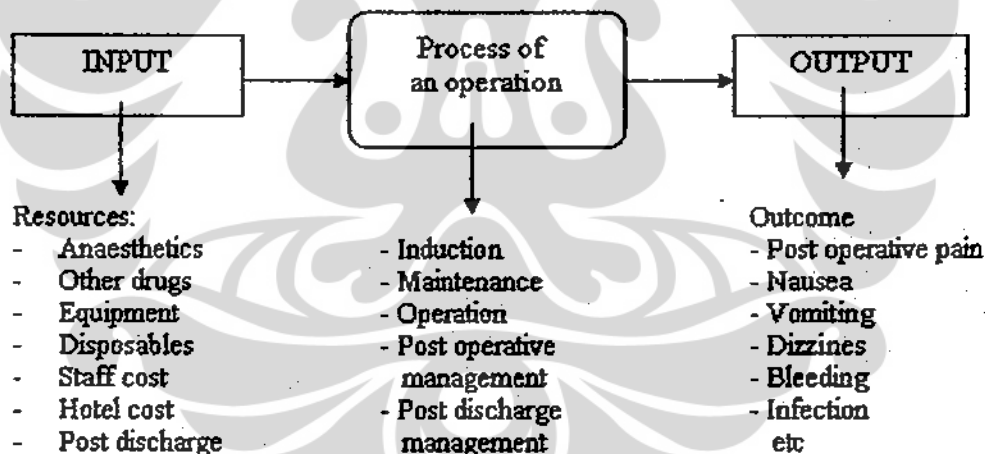 INPUT
Process of
an operation
OUTPUT
Resources:
- Anaesthetics
- Other drugs
- Equipment
- Disposables
- Staff cost
- Hotel cost
- Post discharge
- Induction
- Maintenance
- Operation
- Post operative
management
- Post discharge
management
Outcome
- Post operative pain
- Nausea
- Vomiting
- Dizzines
- Bleeding
- Infection
etc